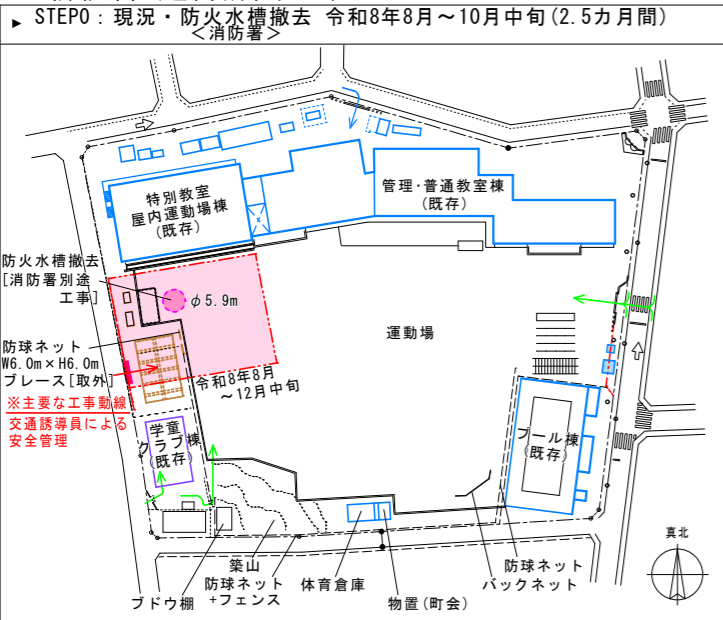 ▶ STEP0：現況・防火水槽撤去 令和8年8月～10月中旬(2.5カ月間)
＜消防署＞
特別教室
屋内運動場棟
(既存)
管理・普通教室棟
(既存)
防火水槽撤去
[消防署別途
工事]
φ5.9m
防球ネット
W6.0m×H6.0m
ブレース[取外]
※主要な工事動線
交通誘導員による
安全管理
令和8年8月
～12月中旬
運動場
学童
クラブ棟
(既存)
プール棟
(既存)
築山
防球ネット
+フェンス
ブドウ棚
体育倉庫
物置(町会)
防球ネット
バックネット
真北